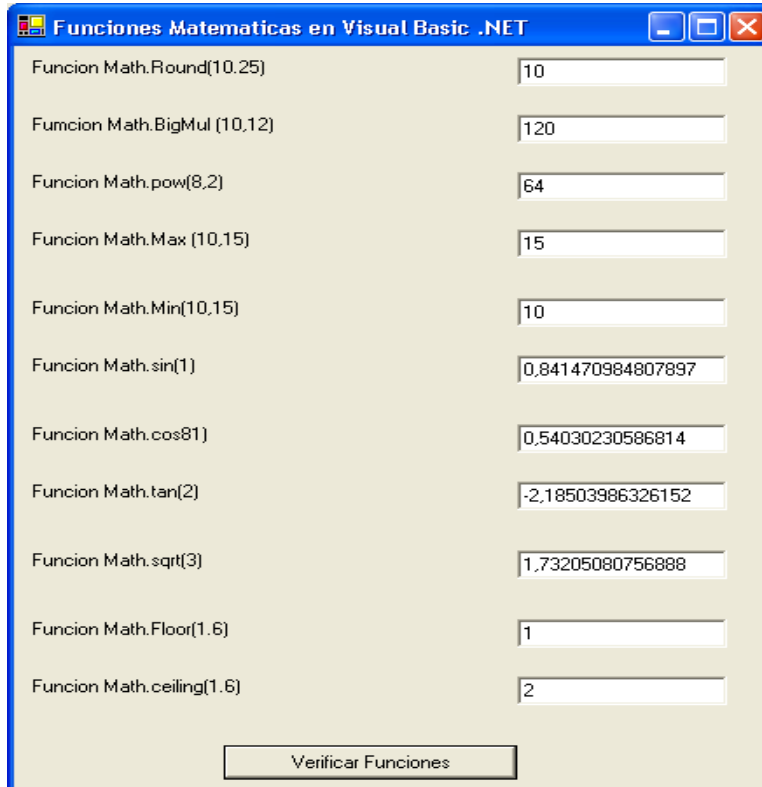 Funciones Matematicas en Visual Basic .NET
Funcion Math.Round(10.25) 10
Fumcion Math.BigMul (10,12) 120
Funcion Math.pow(8,2) 64
Funcion Math.Max (10,15) 15
Funcion Math.Min(10,15) 10
Funcion Math.sin(1) 0,841470984807897
Funcion Math.cos81) 0,54030230586814
Funcion Math.tan(2) -2,18503986326152
Funcion Math.sqrt(3) 1,73205080756888
Funcion Math.Floor(1.6) 1
Funcion Math.ceiling(1.6) 2
Verificar Funciones